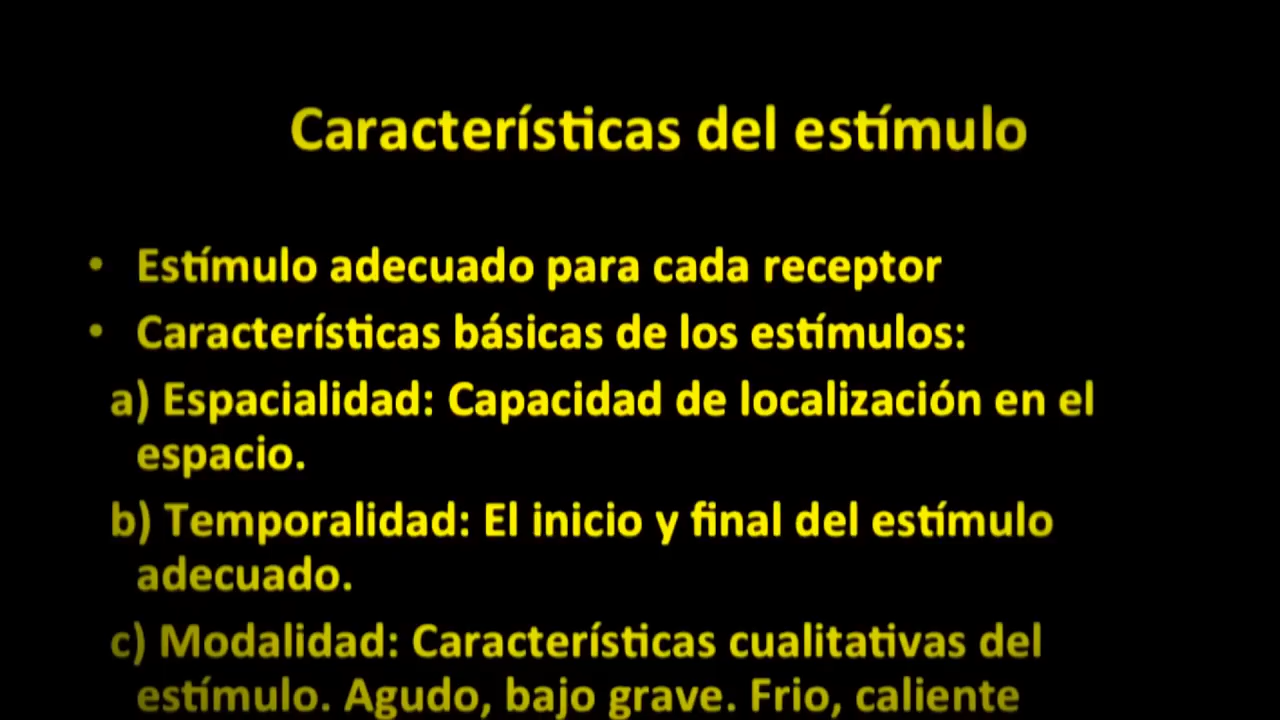 Características del estímulo
• Estímulo adecuado para cada receptor
• Características básicas de los estímulos:
a) Espacialidad: Capacidad de localización en el
espacio.
b) Temporalidad: El inicio y final del estímulo
adecuado.
c) Modalidad: Características cualitativas del
estímulo. Agudo, bajo grave. Frio, caliente